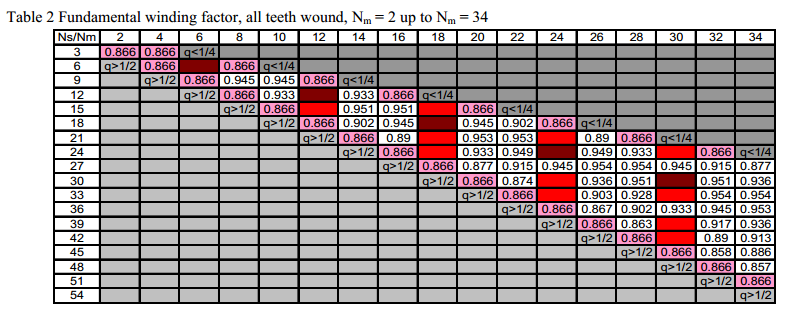 Table 2 Fundamental winding factor, all teeth wound, Nm = 2 up to Nm = 34
Ns/Nm 2 4 6 8 10 12 14 16 18 20 22 24 26 28 30 32 34
3 0.866 0.866 q<1/4
6 q>1/2 0.866 0.866 q<1/4
9 q>1/2 0.866 0.945 0.945 0.866 q<1/4
12 q>1/2 0.866 0.933 0.933 0.866 q<1/4
15 q>1/2 0.866 0.951 0.951 0.866 q<1/4
18 q>1/2 0.866 0.902 0.945 0.945 0.902 0.866 q<1/4
21 q>1/2 0.866 0.89 0.953 0.953 0.89 0.866 q<1/4
24 q>1/2 0.866 0.933 0.949 0.949 0.933 0.866 q<1/4
27 q>1/2 0.866 0.877 0.915 0.945 0.954 0.954 0.945 0.915 0.877
30 q>1/2 0.866 0.874 0.936 0.951 0.951 0.936
33 q>1/2 0.866 0.903 0.928 0.954 0.954
36 q>1/2 0.866 0.867 0.902 0.933 0.945 0.953
39 q>1/2 0.866 0.863 0.917 0.936
42 q>1/2 0.866 0.89 0.913
45 q>1/2 0.866 0.858 0.886
48 q>1/2 0.866 0.857
51 q>1/2 0.866
54 q>1/2